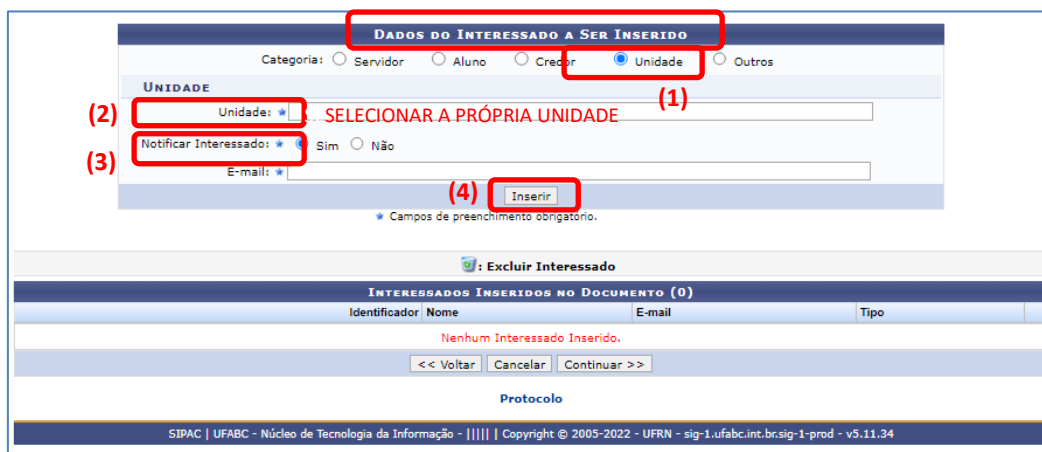 DADOS DO INTERESSADO A SER INSERIDO
Categoria: Servidor Aluno Credor Unidade Outros
(1)
UNIDADE
(2) Unidade: SELECIONAR A PRÓPRIA UNIDADE
(3) Notificar Interessado: Sim Não
E-mail:
(4) Inserir
Campos de preenchimento obrigatório.
: Excluir Interessado
INTERESSADOS INSERIDOS NO DOCUMENTO (0)
Identificador Nome E-mail Tipo
Nenhum Interessado Inserido.
<< Voltar Cancelar Continuar >>
Protocolo
SIPAC | UFABC - Núcleo de Tecnologia da Informação - ||||| | Copyright © 2005-2022 - UFRN - sig-1.ufabc.int.br.sig-1-prod - v5.11.34